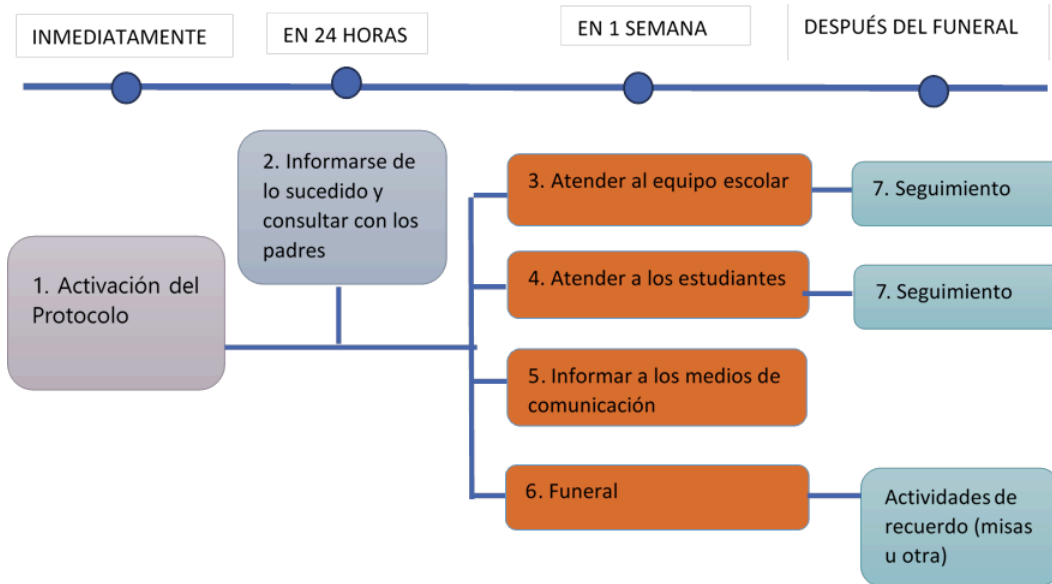 INMEDIATAMENTE
EN 24 HORAS
EN 1 SEMANA
DESPUÉS DEL FUNERAL
1. Activación del
Protocolo
2. Informarse de
lo sucedido y
consultar con los
padres
3. Atender al equipo escolar
7. Seguimiento
4. Atender a los estudiantes
7. Seguimiento
5. Informar a los medios de
comunicación
6. Funeral
Actividades de
recuerdo (misas
u otra)